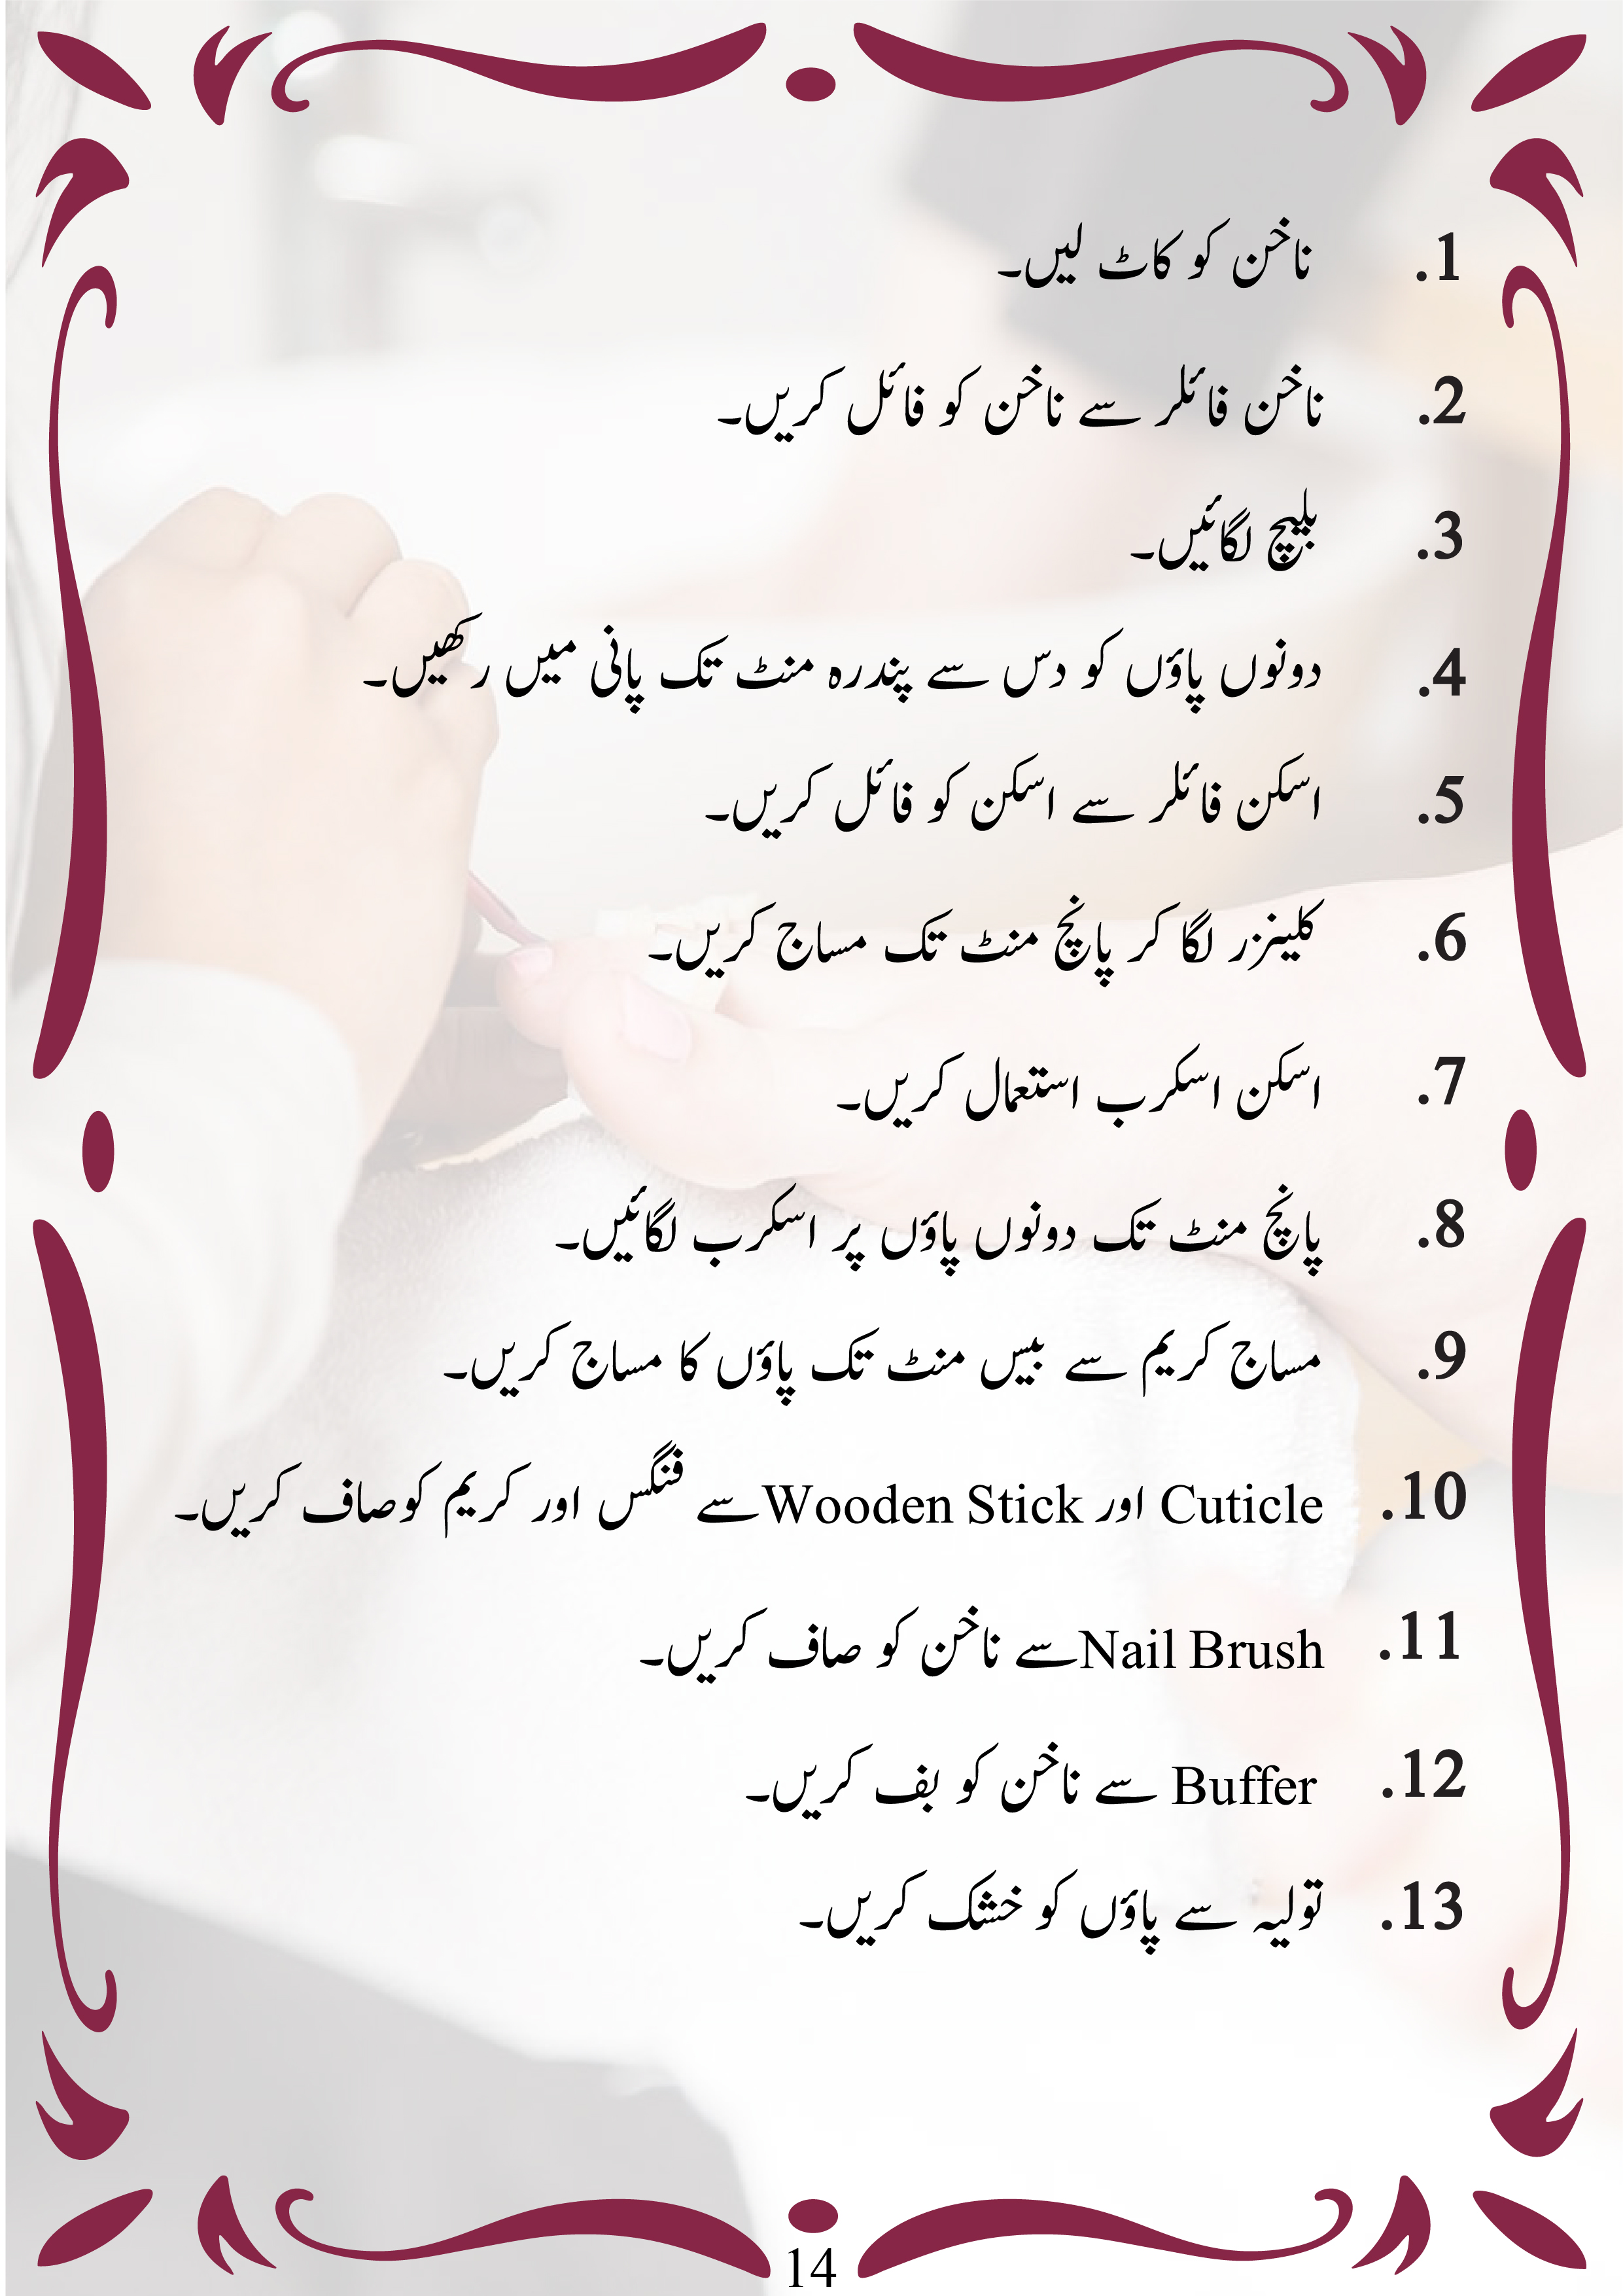 1. ناخن کو کاٹ لیں۔
2. ناخن فائلر سے ناخن کو فائل کریں۔
3. بلیچ لگائیں۔
4. دونوں پاؤں کو دس سے پندرہ منٹ تک پانی میں رکھیں۔
5. اسکن فائلر سے اسکن کو فائل کریں۔
6. کلینزر لگا کر پانچ منٹ تک مساج کریں۔
7. اسکن اسکرب استعمال کریں۔
8. پانچ منٹ تک دونوں پاؤں پر اسکرب لگائیں۔
9. مساج کریم سے بیس منٹ تک پاؤں کا مساج کریں۔
10. Cuticle اور Wooden Stick سے فنگس اور کریم کوصاف کریں۔
11. Nail Brush سے ناخن کو صاف کریں۔
12. Buffer سے ناخن کو بف کریں۔
13. تولیہ سے پاؤں کو خشک کریں۔
14